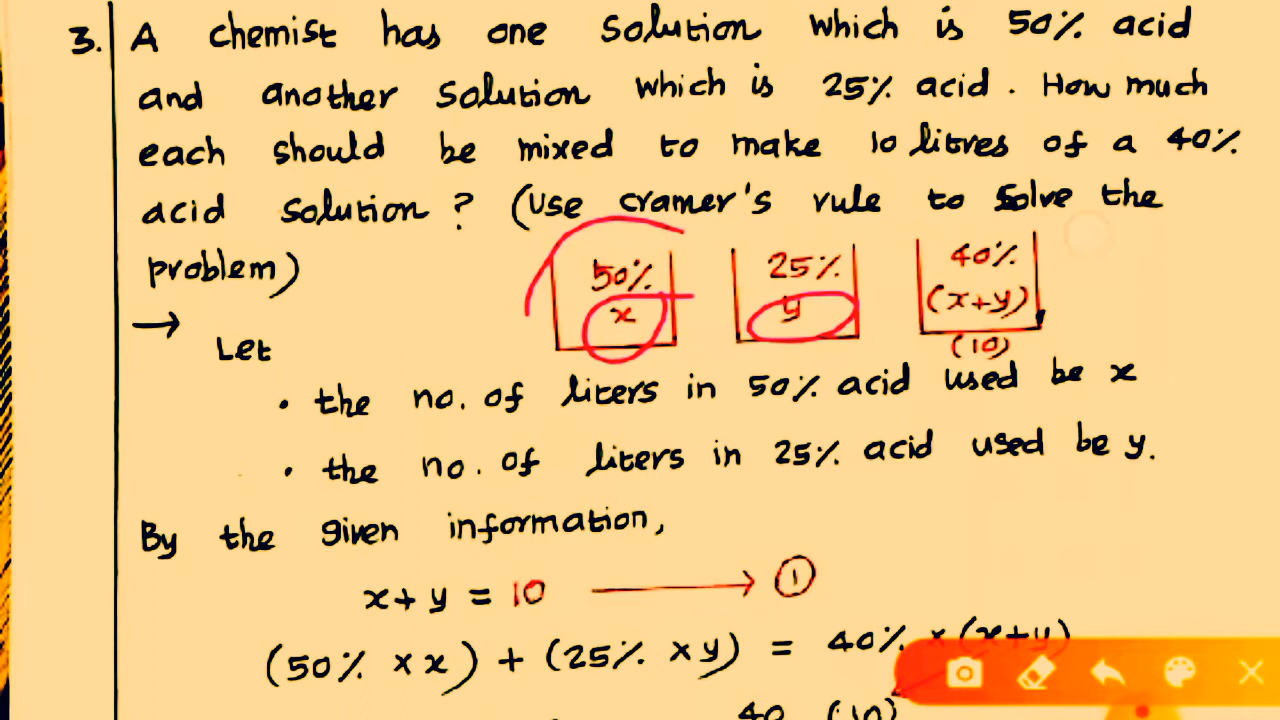 3. A chemist has one solution which is 50% acid
and another solution which is 25% acid. How much
each should be mixed to make 10 litres of a 40%
acid solution? (Use cramer's rule to solve the
problem)
50% 25% 40%
x y (x+y)
(10)
→ Let
• the no. of liters in 50% acid used be x
• the no. of liters in 25% acid used be y.
By the given information,
x + y = 10 ⟶ ①
(50% × x) + (25% × y) = 40% × (x+y)
40 (10)